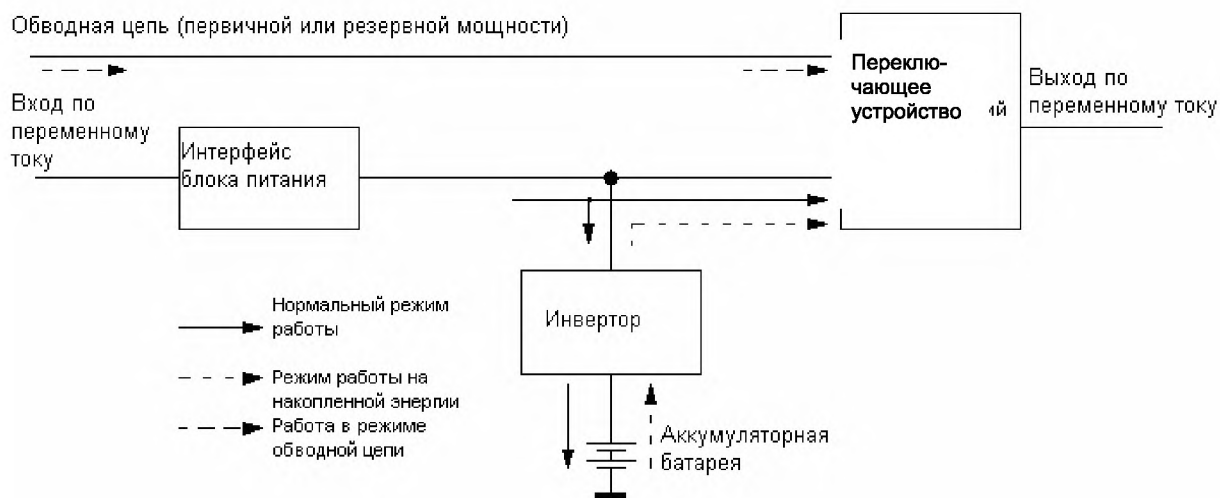 Обводная цепь (первичной или резервной мощности)
Переклю-
чающее
устройство
Выход по
переменному току
Вход по
переменному
току
Интерфейс
блока питания
Инвертор
Нормальный режим
работы
Режим работы на
накопленной энергии
Работа в режиме
обводной цепи
Аккумуляторная
батарея